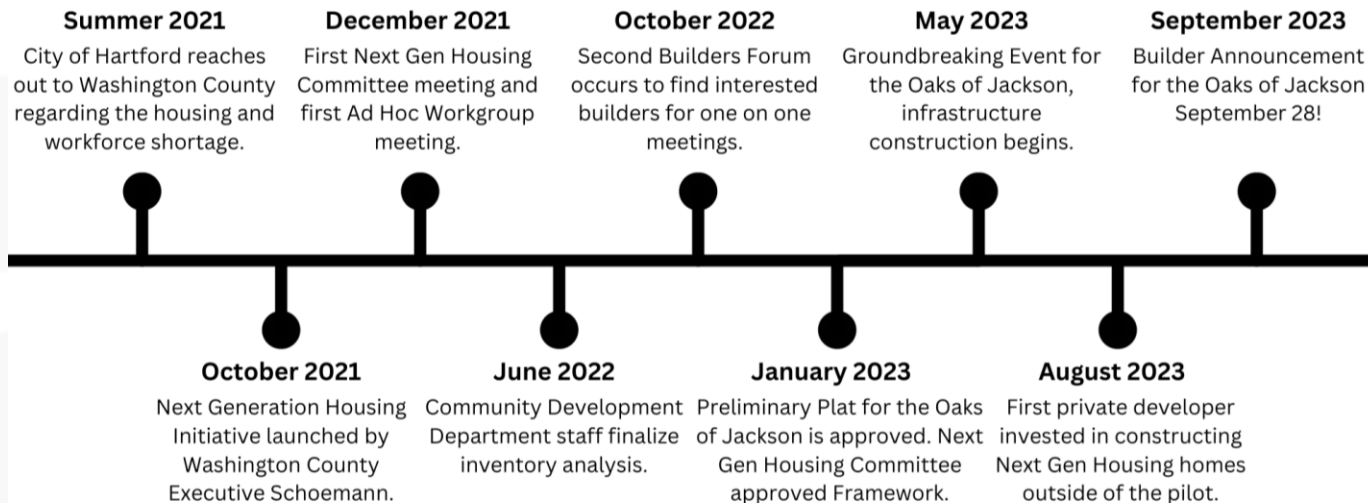 Summer 2021
City of Hartford reaches
out to Washington County
regarding the housing and
workforce shortage.
December 2021
First Next Gen Housing
Committee meeting and
first Ad Hoc Workgroup
meeting.
October 2022
Second Builders Forum
occurs to find interested
builders for one on one
meetings.
May 2023
Groundbreaking Event for
the Oaks of Jackson,
infrastructure
construction begins.
September 2023
Builder Announcement
for the Oaks of Jackson
September 28!
October 2021
Next Generation Housing
Initiative launched by
Washington County
Executive Schoemann.
June 2022
Community Development
Department staff finalize
inventory analysis.
January 2023
Preliminary Plat for the Oaks
of Jackson is approved. Next
Gen Housing Committee
approved Framework.
August 2023
First private developer
invested in constructing
Next Gen Housing homes
outside of the pilot.